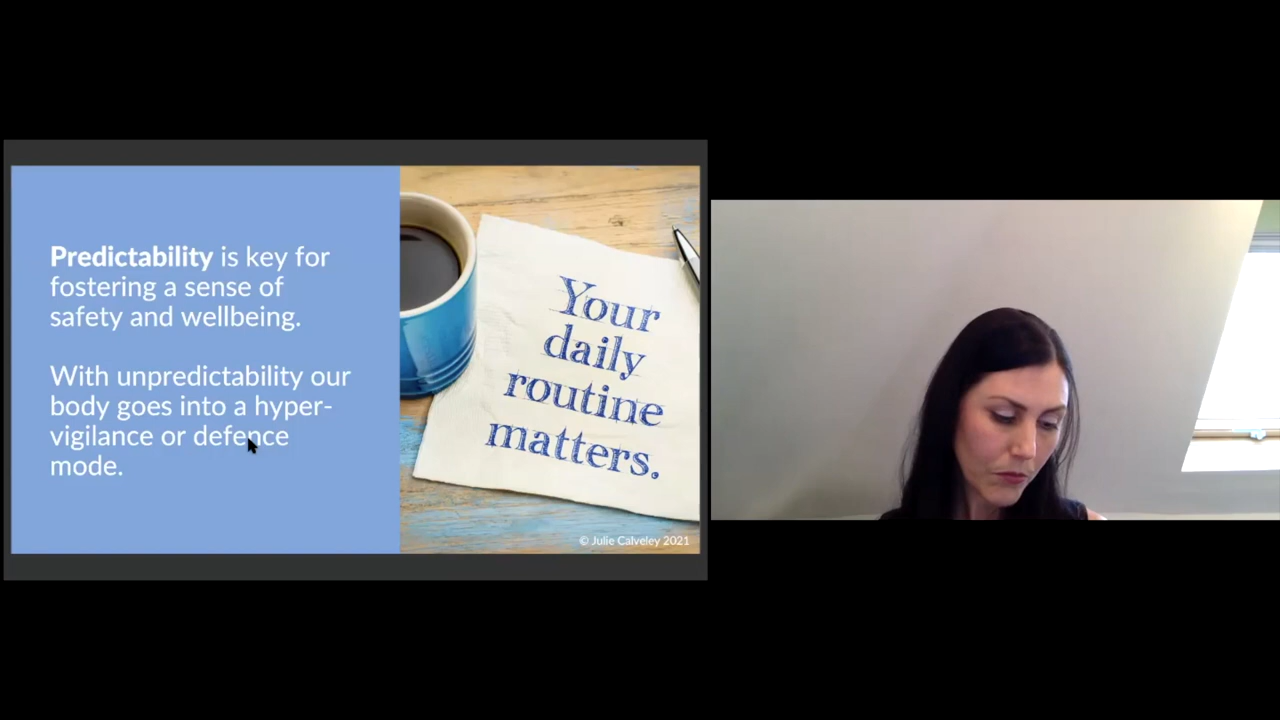 Predictability is key for
fostering a sense of
safety and wellbeing.
With unpredictability our
body goes into a hyper-
vigilance or defence
mode.
Your
daily
routine
matters.
© Julie Calveley 2021